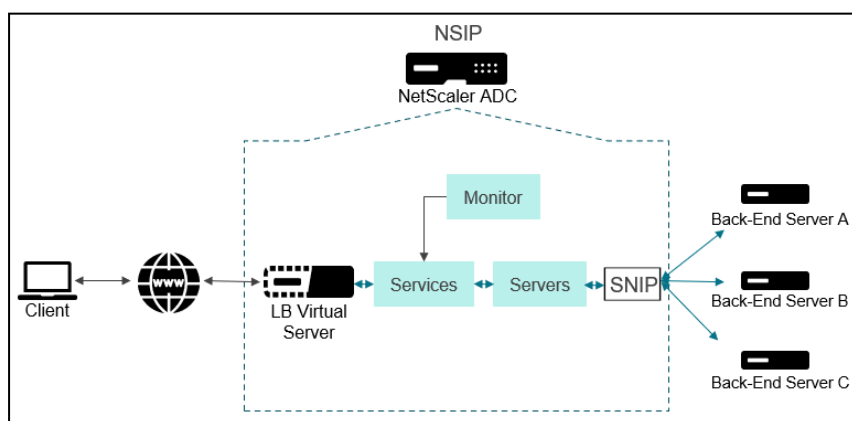 NSIP
NetScaler ADC
Monitor
Back-End Server A
www
Services
Servers
SNIP
Client
LB Virtual
Server
Back-End Server B
Back-End Server C